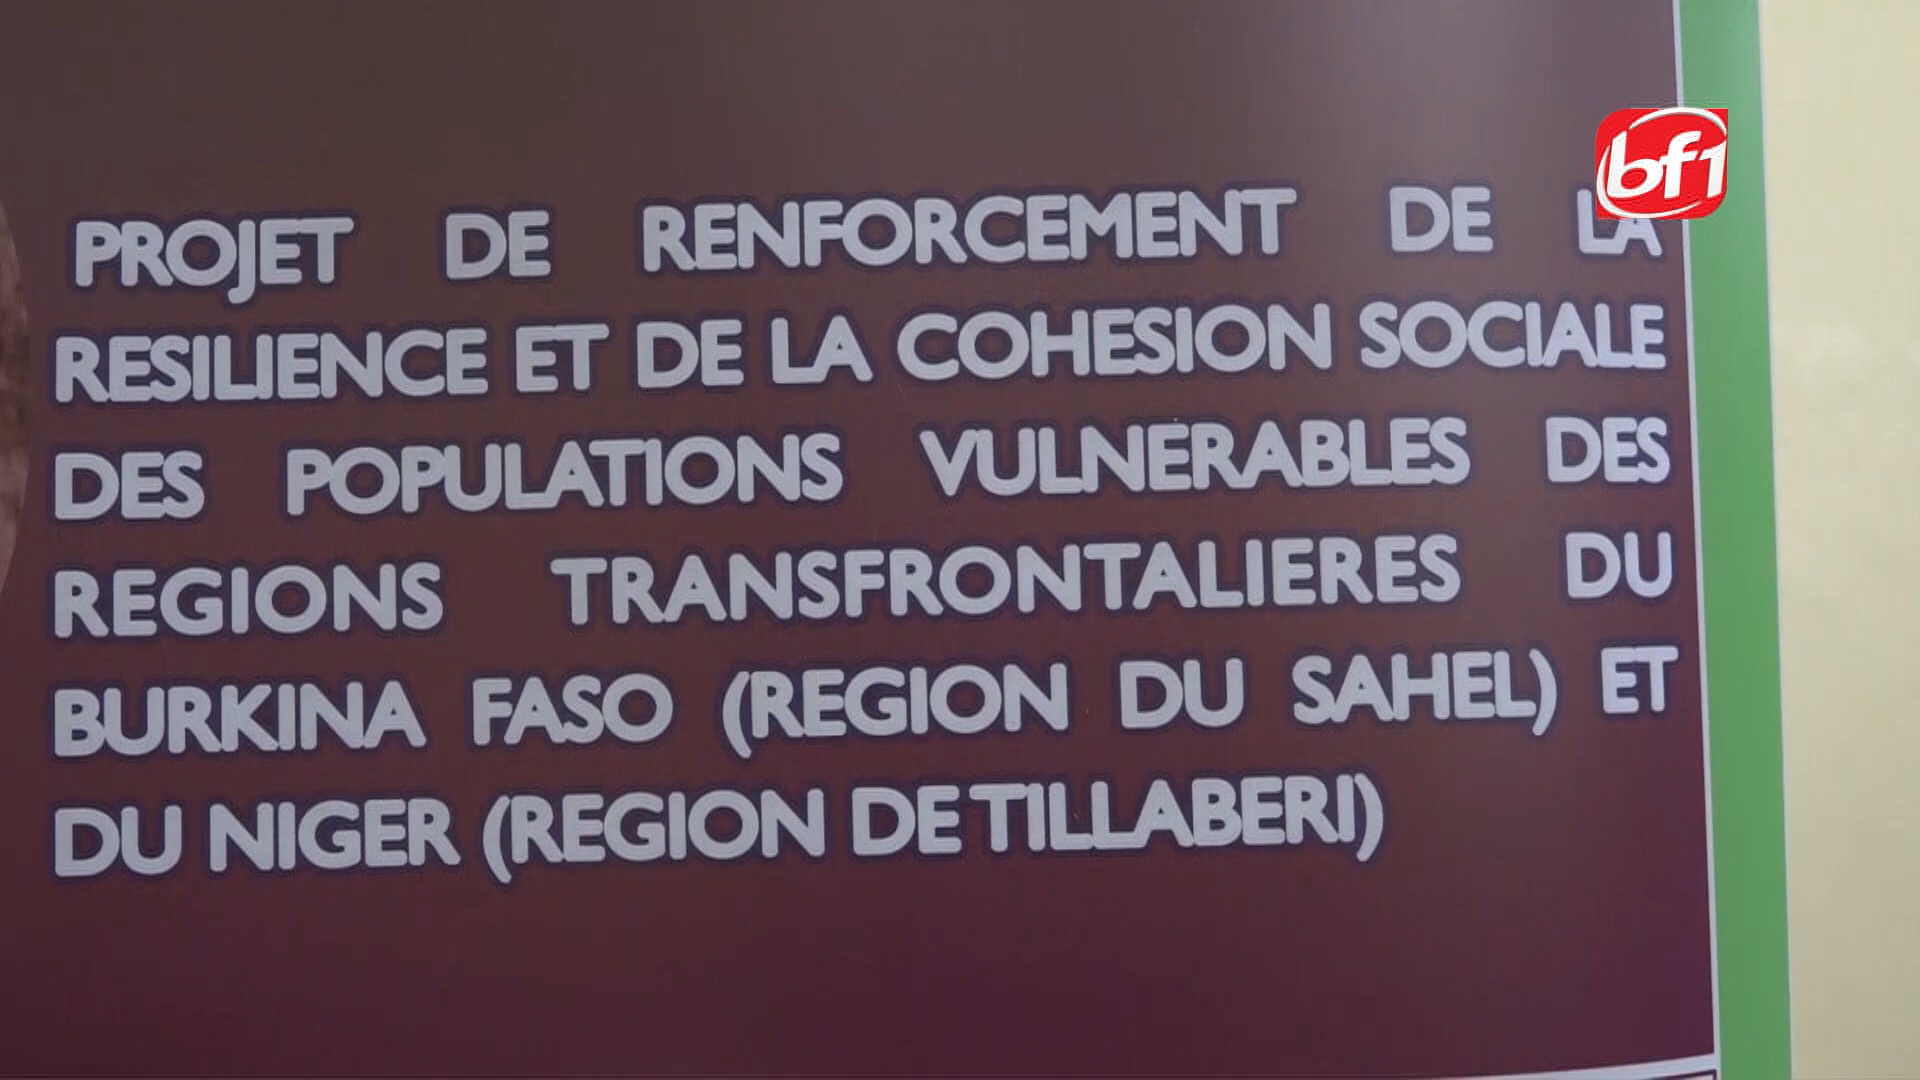 bf1
PROJET DE RENFORCEMENT DE LA
RESILIENCE ET DE LA COHESION SOCIALE
DES POPULATIONS VULNERABLES DES
REGIONS TRANSFRONTALIERES DU
BURKINA FASO (REGION DU SAHEL) ET
DU NIGER (REGION DE TILLABERI)